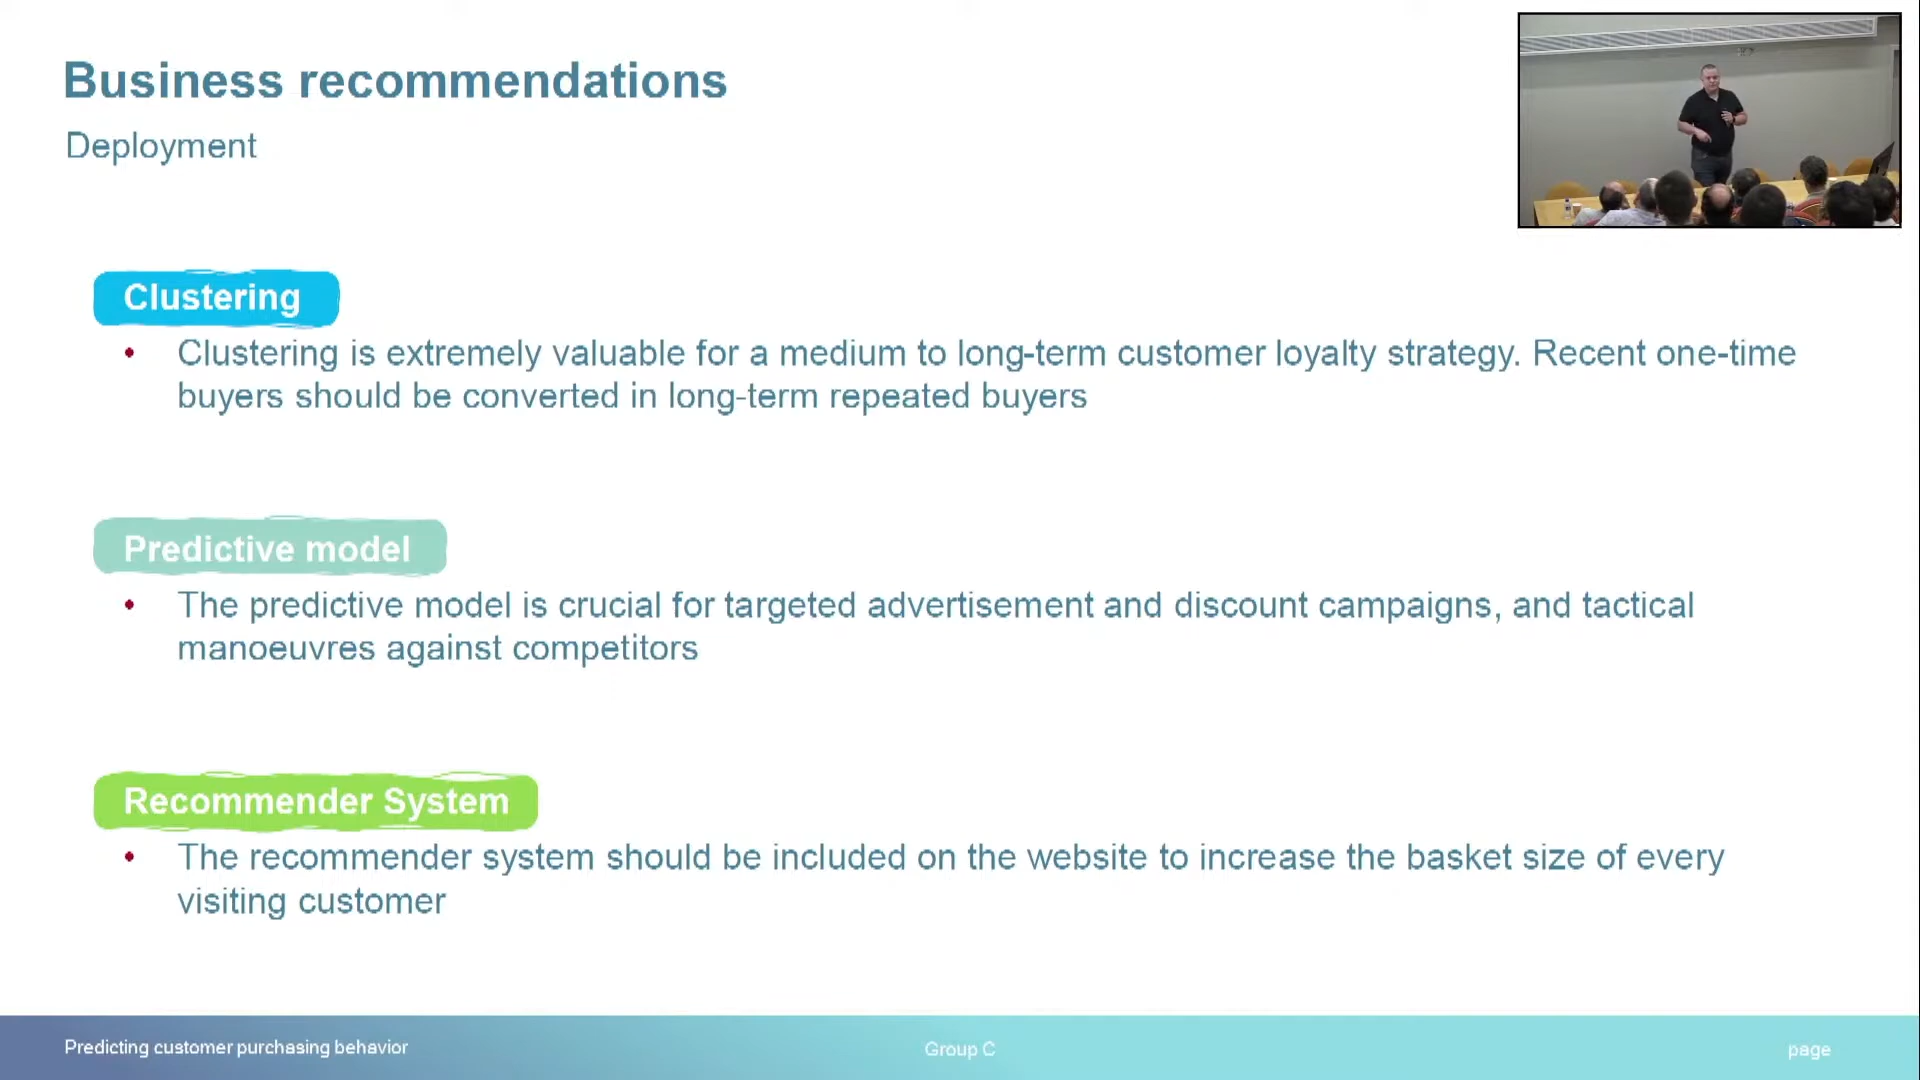 Business recommendations
Deployment
Clustering
• Clustering is extremely valuable for a medium to long-term customer loyalty strategy. Recent one-time
buyers should be converted in long-term repeated buyers
Predictive model
• The predictive model is crucial for targeted advertisement and discount campaigns, and tactical
manoeuvres against competitors
Recommender System
• The recommender system should be included on the website to increase the basket size of every
visiting customer
Predicting customer purchasing behavior
Group C
page